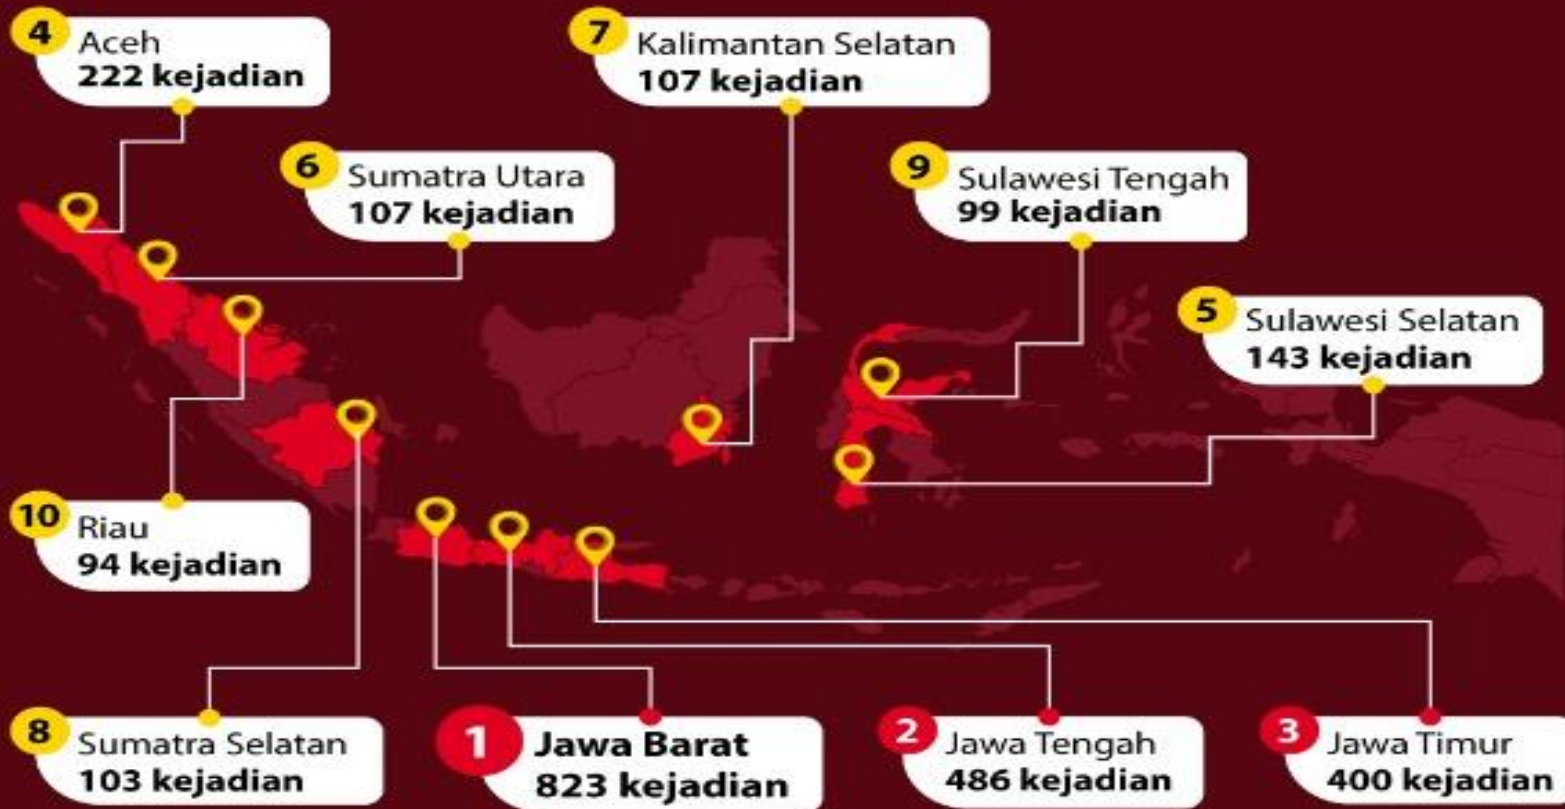 4
Aceh
222 kejadian
7
Kalimantan Selatan
107 kejadian
6
Sumatra Utara
107 kejadian
9
Sulawesi Tengah
99 kejadian
5
Sulawesi Selatan
143 kejadian
10
Riau
94 kejadian
8
Sumatra Selatan
103 kejadian
1
Jawa Barat
823 kejadian
2
Jawa Tengah
486 kejadian
3
Jawa Timur
400 kejadian